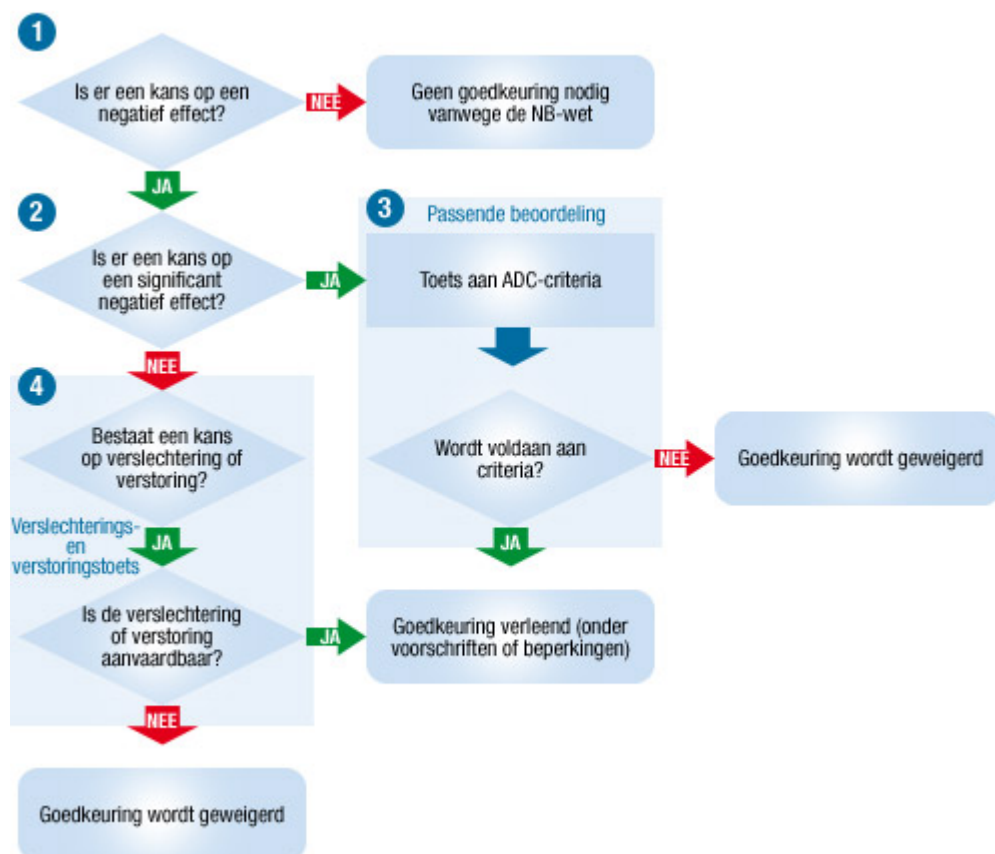 1
Is er een kans op een
negatief effect?
NEE
Geen goedkeuring nodig
vanwege de NB-wet
JA
2
Is er een kans op
een significant
negatief effect?
JA
3
Passende beoordeling
Toets aan ADC-criteria
NEE
4
Bestaat een kans
op verslechtering of
verstoring?
Wordt voldaan aan
criteria?
NEE
Goedkeuring wordt geweigerd
Verslechterings-
en
verstoringstoets
JA
JA
Is de verslechtering
of verstoring
aanvaardbaar?
JA
Goedkeuring verleend (onder
voorschriften of beperkingen)
NEE
Goedkeuring wordt geweigerd